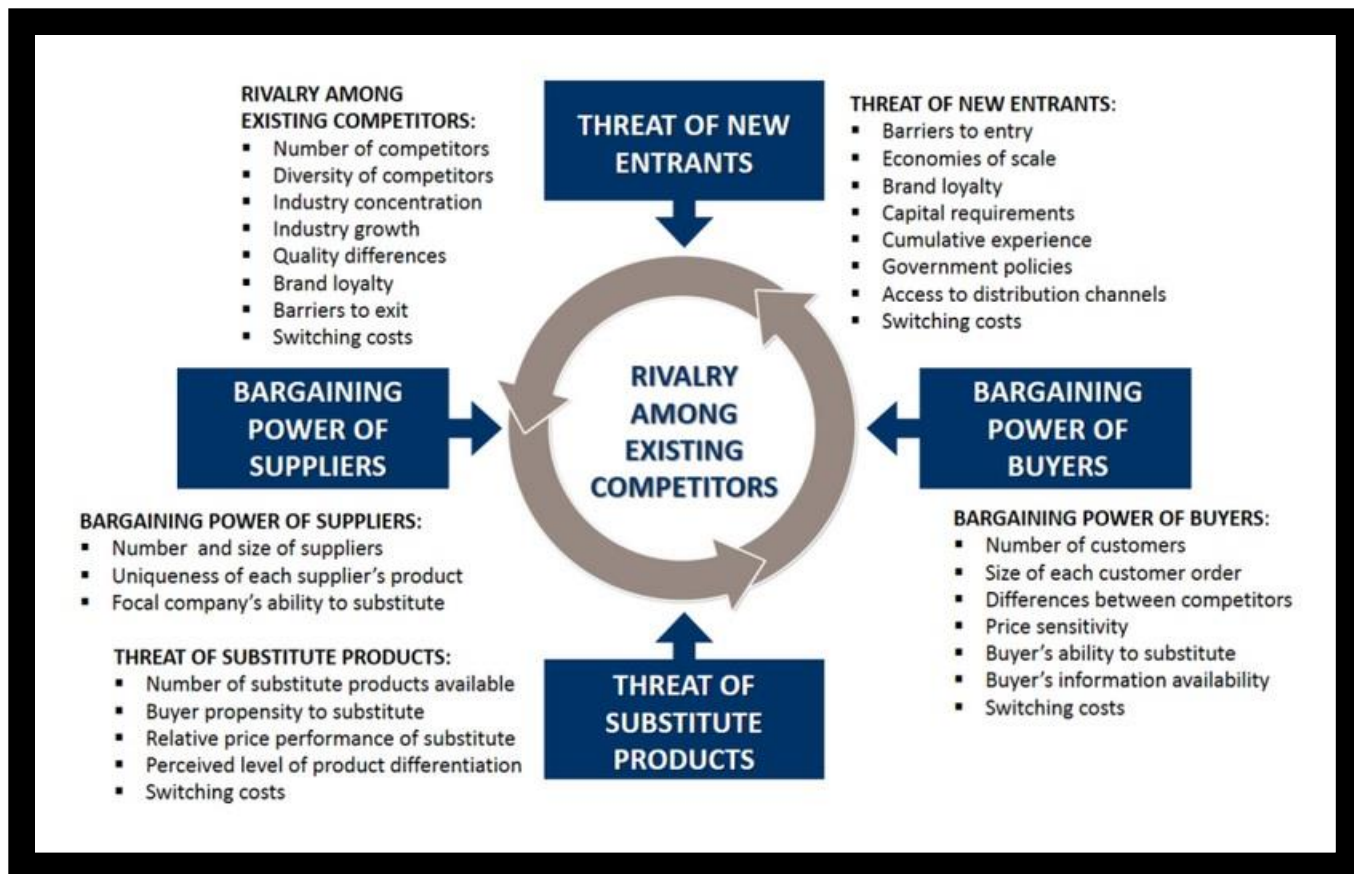 RIVALRY AMONG
EXISTING COMPETITORS:
▪ Number of competitors
▪ Diversity of competitors
▪ Industry concentration
▪ Industry growth
▪ Quality differences
▪ Brand loyalty
▪ Barriers to exit
▪ Switching costs
THREAT OF NEW
ENTRANTS
THREAT OF NEW ENTRANTS:
▪ Barriers to entry
▪ Economies of scale
▪ Brand loyalty
▪ Capital requirements
▪ Cumulative experience
▪ Government policies
▪ Access to distribution channels
▪ Switching costs
BARGAINING
POWER OF
SUPPLIERS
RIVALRY
AMONG
EXISTING
COMPETITORS
BARGAINING
POWER OF
BUYERS
BARGAINING POWER OF SUPPLIERS:
▪ Number and size of suppliers
▪ Uniqueness of each supplier's product
▪ Focal company's ability to substitute
BARGAINING POWER OF BUYERS:
▪ Number of customers
▪ Size of each customer order
▪ Differences between competitors
▪ Price sensitivity
▪ Buyer's ability to substitute
▪ Buyer's information availability
▪ Switching costs
THREAT OF SUBSTITUTE PRODUCTS:
▪ Number of substitute products available
▪ Buyer propensity to substitute
▪ Relative price performance of substitute
▪ Perceived level of product differentiation
▪ Switching costs
THREAT OF
SUBSTITUTE
PRODUCTS